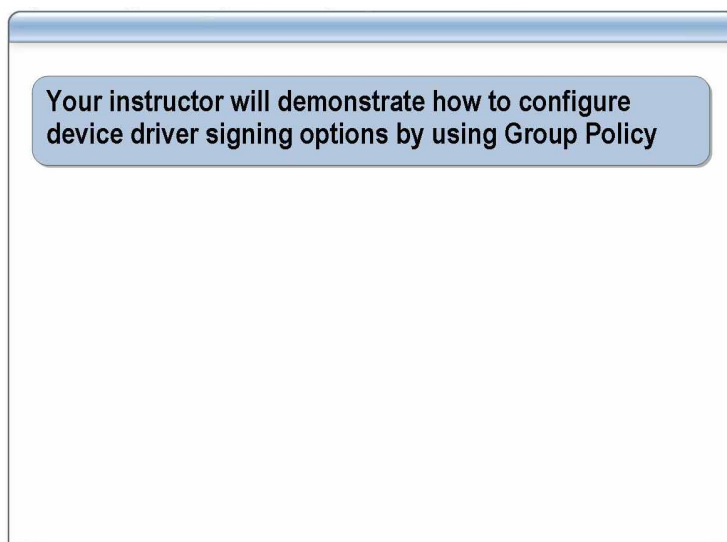 Your instructor will demonstrate how to configure
device driver signing options by using Group Policy